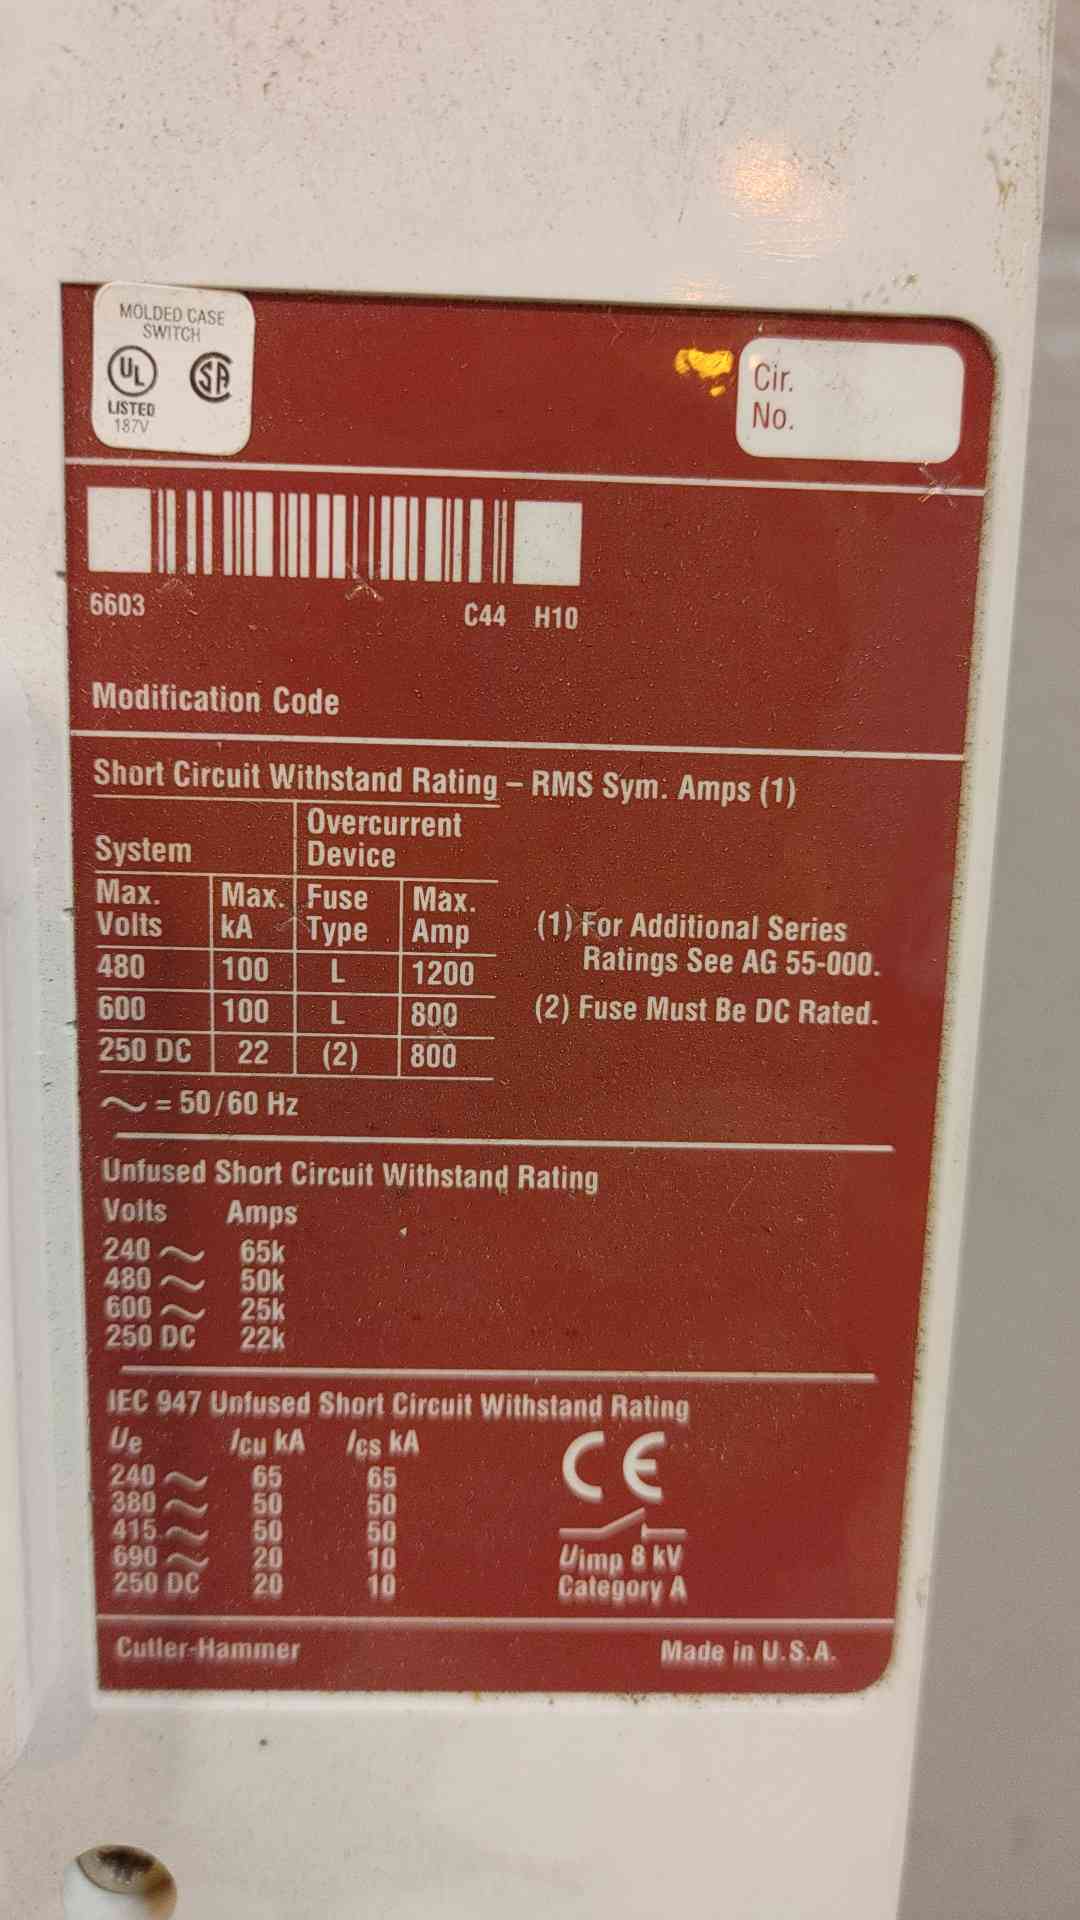 MOLDED CASE
SWITCH
UL SA
LISTED
187V
Cir.
No.
6603 C44 H10
Modification Code
Short Circuit Withstand Rating – RMS Sym. Amps (1)
System Overcurrent Device
Max. Volts Max. kA Fuse Type Max. Amp
480 100 L 1200
600 100 L 800
250 DC 22 (2) 800
(1) For Additional Series
Ratings See AG 55-000.
(2) Fuse Must Be DC Rated.
~ = 50/60 Hz
Unfused Short Circuit Withstand Rating
Volts Amps
240 ~ 65k
480 ~ 50k
600 ~ 25k
250 DC 22k
IEC 947 Unfused Short Circuit Withstand Rating
Ue Icu kA Ics kA
240 ~ 65 65
380 ~ 50 50
415 ~ 50 50
690 ~ 20 10
250 DC 20 10
CE
Uimp 8 kV
Category A
Cutler-Hammer Made in U.S.A.